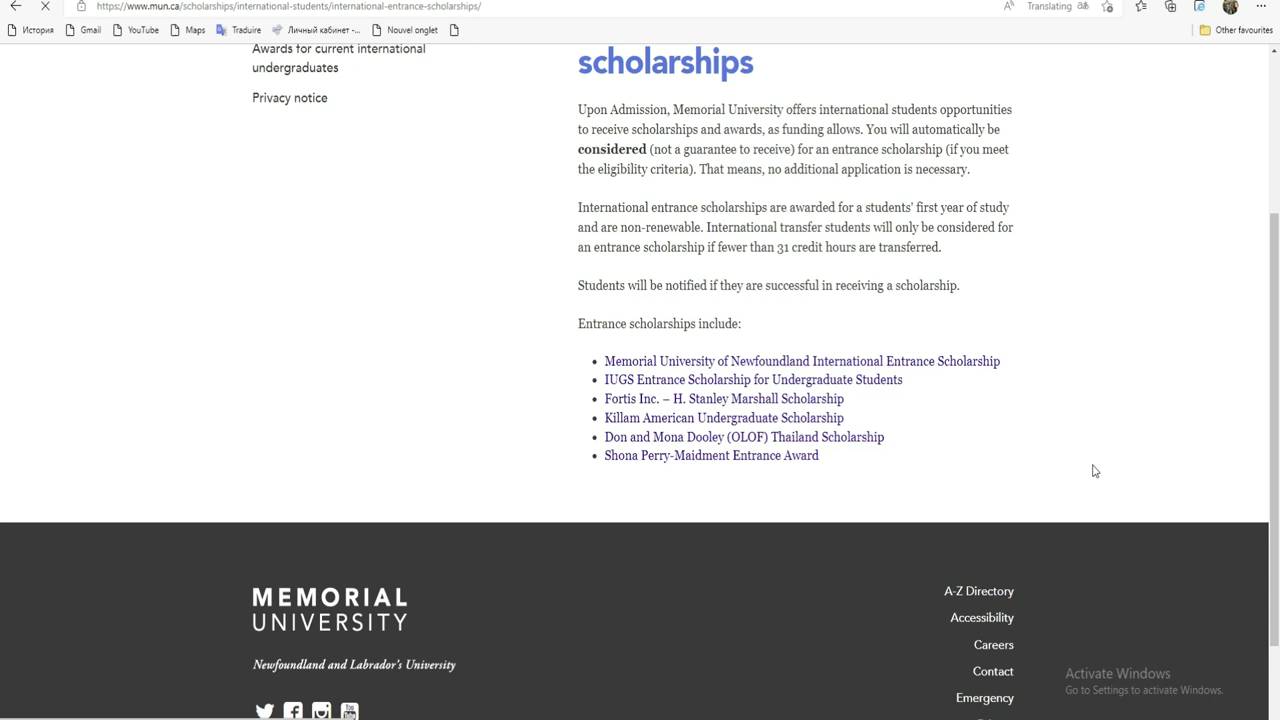 https://www.mun.ca/scholarships/international-students/international-entrance-scholarships/
Translating
История
Gmail
YouTube
Maps
Traduire
Личный кабинет -...
Nouvel onglet
Other favourites
Awards for current international
undergraduates
Privacy notice
scholarships
Upon Admission, Memorial University offers international students opportunities
to receive scholarships and awards, as funding allows. You will automatically be
considered (not a guarantee to receive) for an entrance scholarship (if you meet
the eligibility criteria). That means, no additional application is necessary.
International entrance scholarships are awarded for a students' first year of study
and are non-renewable. International transfer students will only be considered for
an entrance scholarship if fewer than 31 credit hours are transferred.
Students will be notified if they are successful in receiving a scholarship.
Entrance scholarships include:
• Memorial University of Newfoundland International Entrance Scholarship
• IUGS Entrance Scholarship for Undergraduate Students
• Fortis Inc. – H. Stanley Marshall Scholarship
• Killam American Undergraduate Scholarship
• Don and Mona Dooley (OLOF) Thailand Scholarship
• Shona Perry-Maidment Entrance Award
MEMORIAL
UNIVERSITY
Newfoundland and Labrador's University
A-Z Directory
Accessibility
Careers
Contact
Emergency
Activate Windows
Go to Settings to activate Windows.